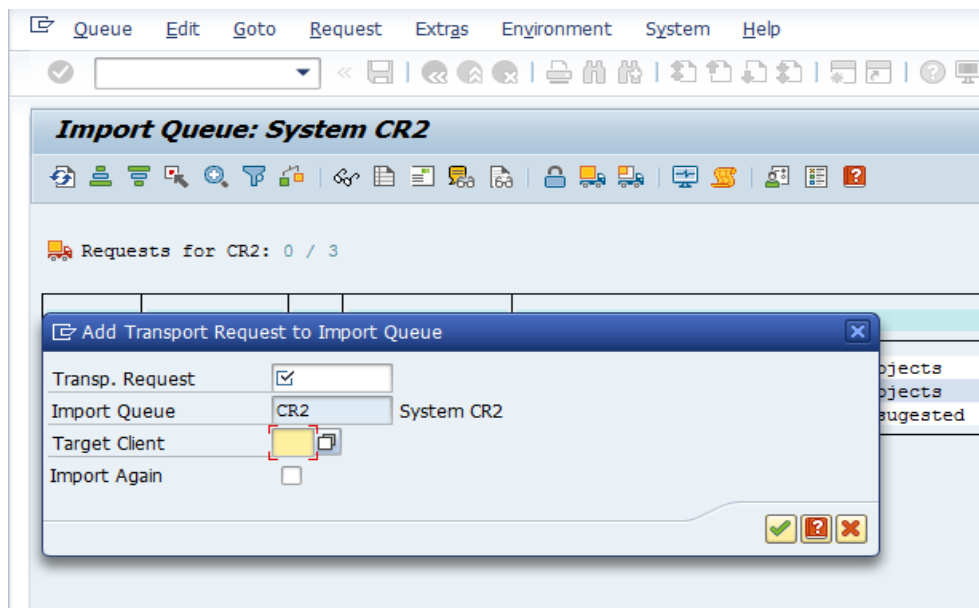 Queue Edit Goto Request Extras Environment System Help
Import Queue: System CR2
Requests for CR2: 0 / 3
Add Transport Request to Import Queue
Transp. Request
Import Queue CR2 System CR2
Target Client
Import Again
bjects
bjects
sugested